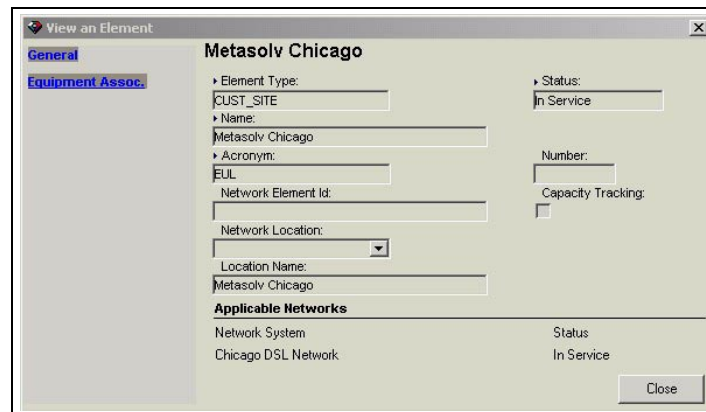 View an Element
General
Equipment Assoc.
Metasolv Chicago
Element Type:
Status:
CUST_SITE
In Service
Name:
Metasolv Chicago
Acronym:
Number:
EUL
Network Element Id:
Capacity Tracking:
Network Location:
Location Name:
Metasolv Chicago
Applicable Networks
Network System
Status
Chicago DSL Network
In Service
Close